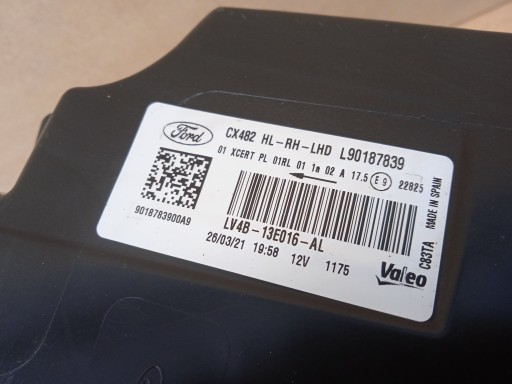 Ford CX482 HL-RH-LHD L90187839
01 XCERT PL 01RL 01 1a 02 A 17.5 E9 22825
9018783900A9
LV4B-13E016-AL
26/03/21 19:58 12V 1175
Valeo
C83TA MADE IN SPAIN